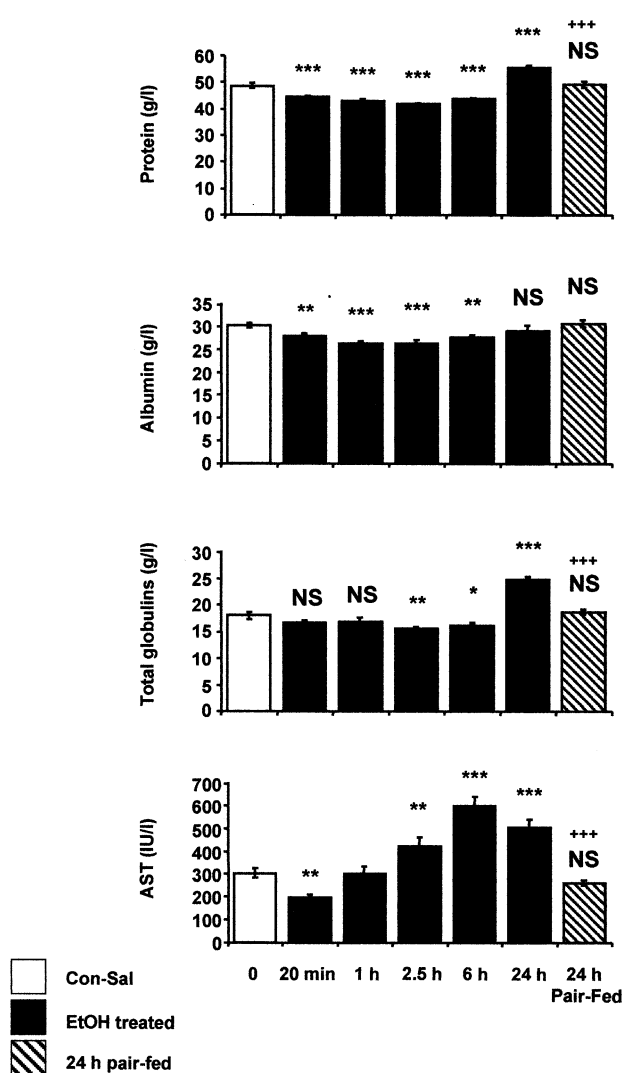 +++
***
NS
*** *** *** ***
Protein (g/l)
60
50
40
30
20
10
0
NS
NS
** *** *** **
Albumin (g/l)
35
30
25
20
15
10
5
0
***
+++
NS
NS NS ** *
Total globulins (g/l)
30
25
20
15
10
5
0
***
** ***
+++
NS
**
AST (IU/l)
700
600
500
400
300
200
100
0
0 20 min 1 h 2.5 h 6 h 24 h 24 h
Pair-Fed
Con-Sal
EtOH treated
24 h pair-fed